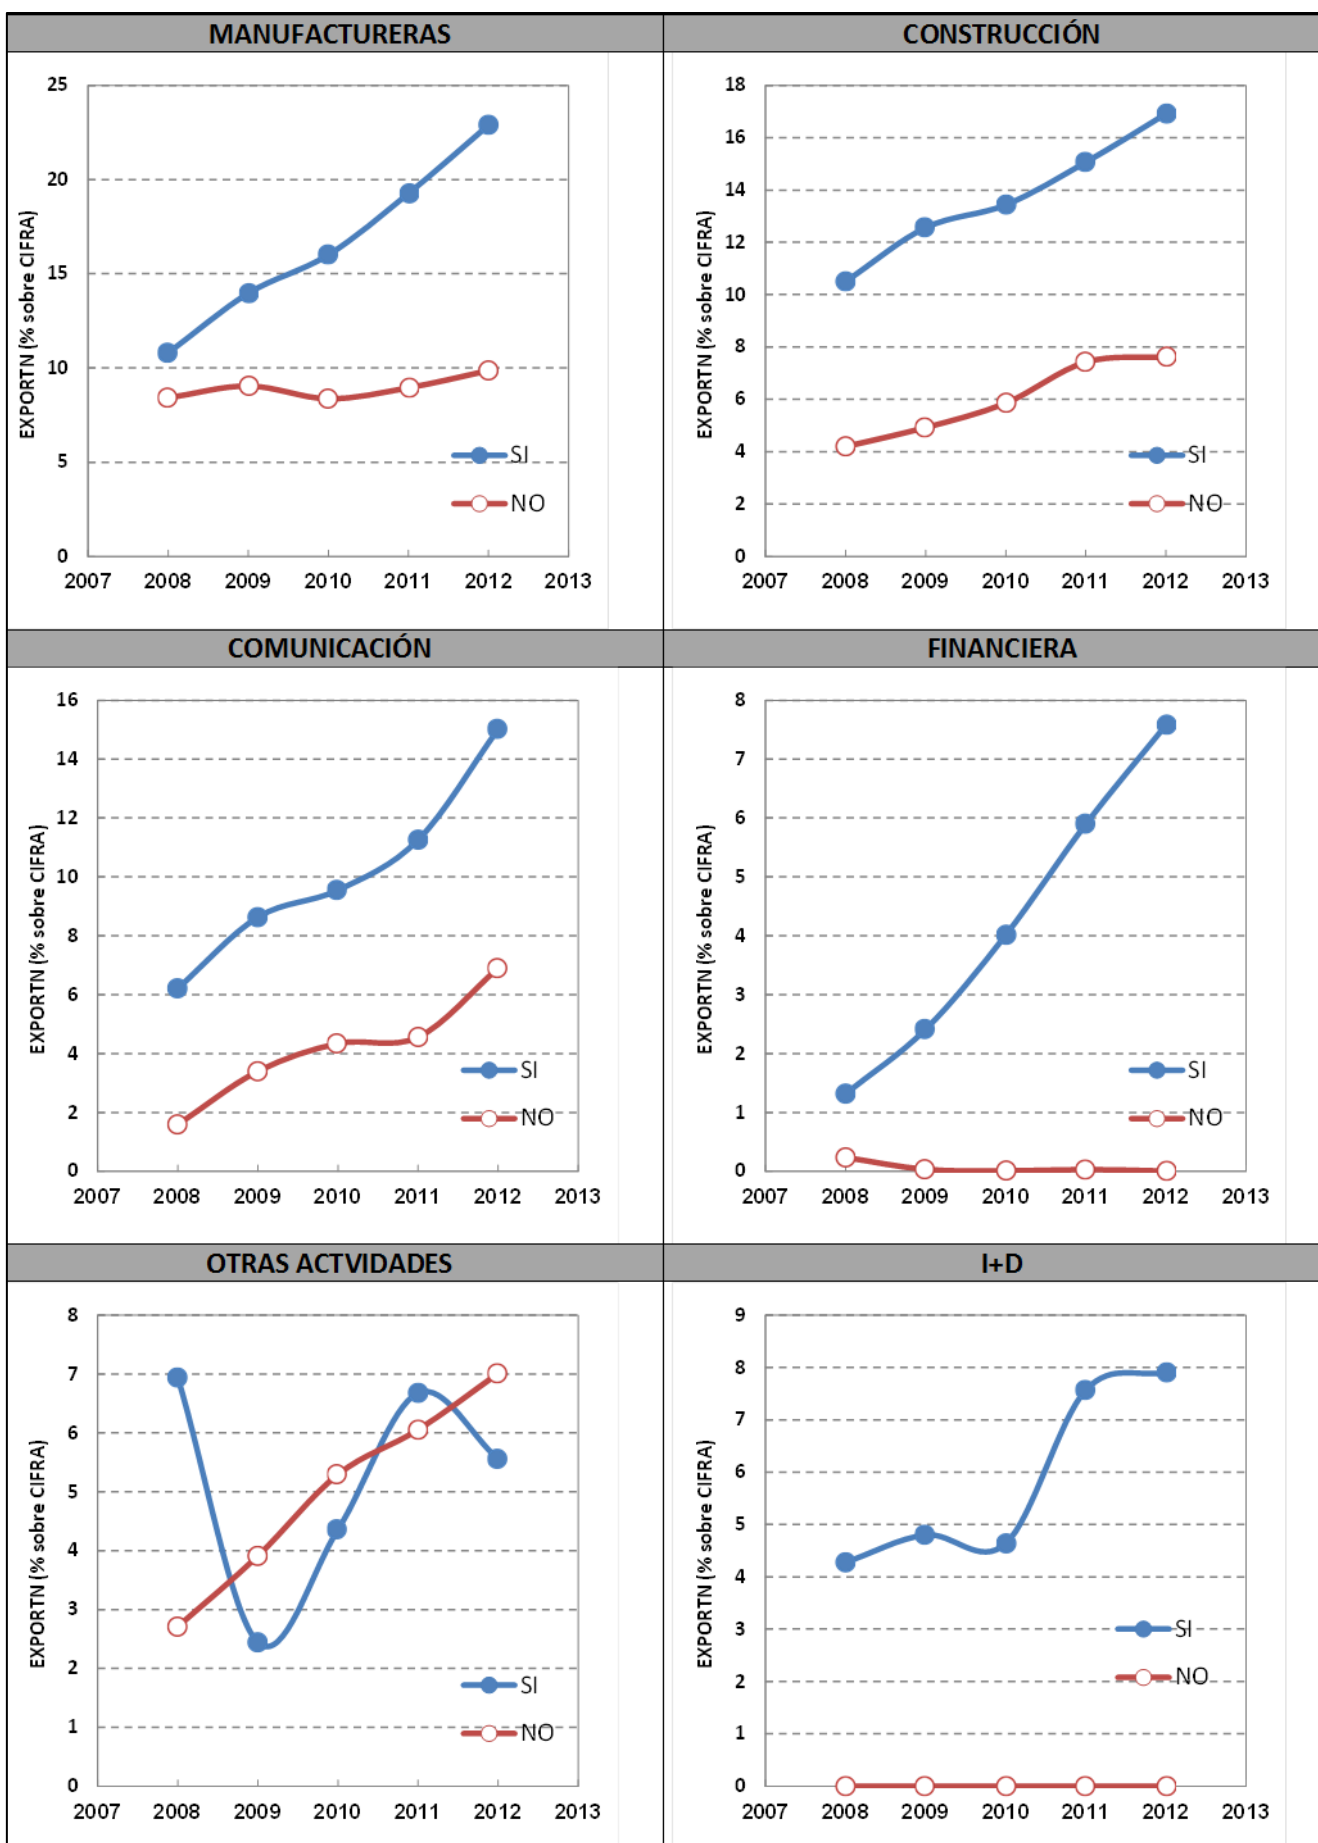 MANUFACTURERAS
EXPORTN (% sobre CIFRA)
25
20
15
10
5
0
SI
NO
2007 2008 2009 2010 2011 2012 2013
CONSTRUCCIÓN
EXPORTN (% sobre CIFRA)
18
16
14
12
10
8
6
4
2
0
SI
NO
2007 2008 2009 2010 2011 2012 2013
COMUNICACIÓN
EXPORTN (% sobre CIFRA)
16
14
12
10
8
6
4
2
0
SI
NO
2007 2008 2009 2010 2011 2012 2013
FINANCIERA
EXPORTN (% sobre CIFRA)
8
7
6
5
4
3
2
1
0
SI
NO
2007 2008 2009 2010 2011 2012 2013
OTRAS ACTVIDADES
EXPORTN (% sobre CIFRA)
8
7
6
5
4
3
2
1
0
SI
NO
2007 2008 2009 2010 2011 2012 2013
I+D
EXPORTN (% sobre CIFRA)
9
8
7
6
5
4
3
2
1
0
SI
NO
2007 2008 2009 2010 2011 2012 2013